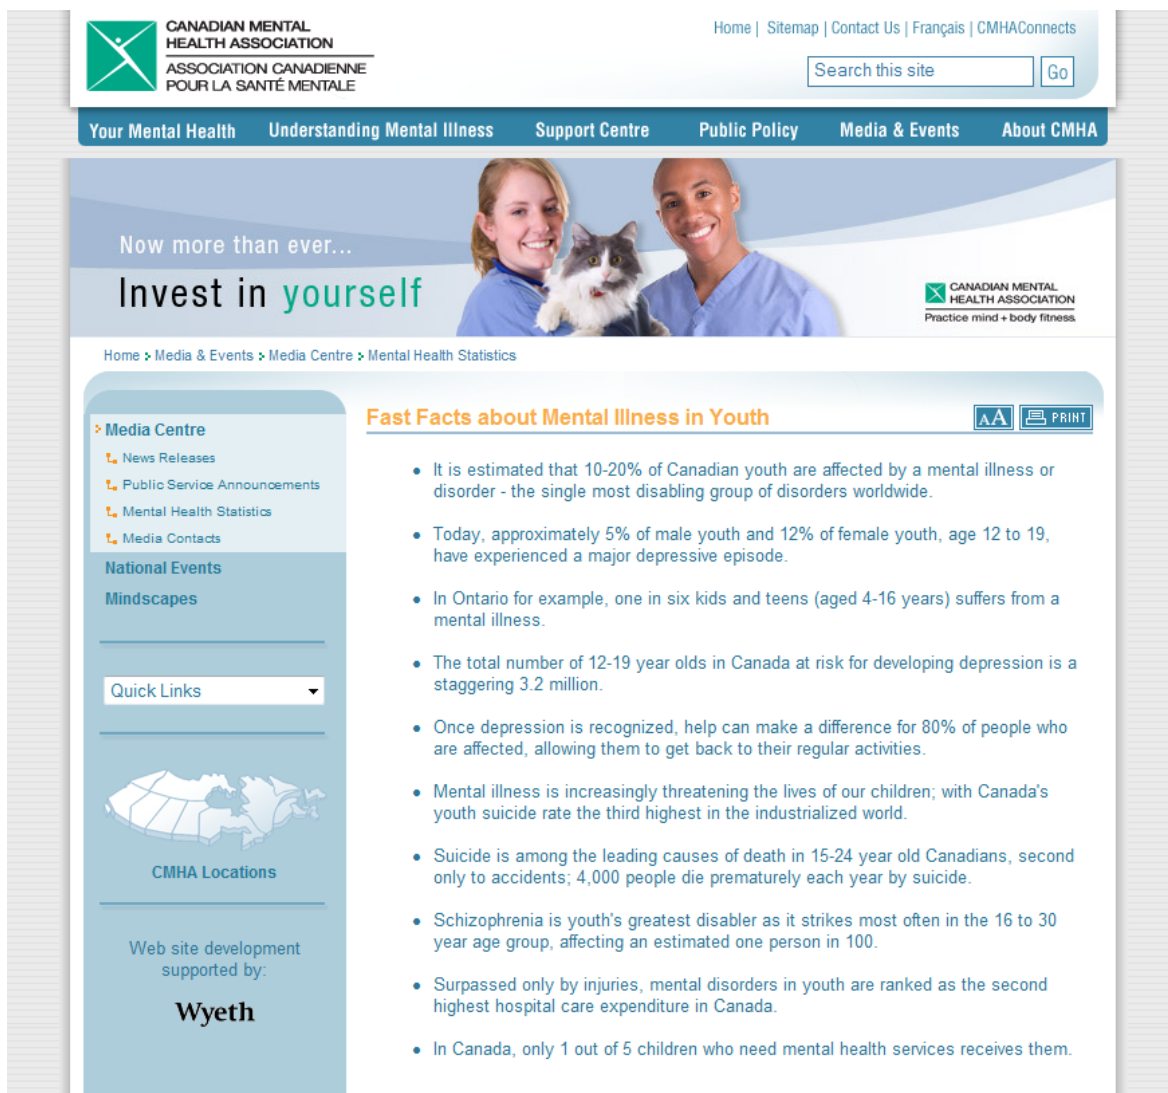 CANADIAN MENTAL
HEALTH ASSOCIATION
ASSOCIATION CANADIENNE
POUR LA SANTÉ MENTALE
Home | Sitemap | Contact Us | Français | CMHAConnects
Search this site
Go
Your Mental Health Understanding Mental Illness Support Centre Public Policy Media & Events About CMHA
Now more than ever...
Invest in yourself
CANADIAN MENTAL
HEALTH ASSOCIATION
Practice mind + body fitness.
Home > Media & Events > Media Centre > Mental Health Statistics
Media Centre
News Releases
Public Service Announcements
Mental Health Statistics
Media Contacts
National Events
Mindscapes
Quick Links
CMHA Locations
Web site development
supported by:
Wyeth
Fast Facts about Mental Illness in Youth
AA
PRINT
• It is estimated that 10-20% of Canadian youth are affected by a mental illness or
disorder - the single most disabling group of disorders worldwide.
• Today, approximately 5% of male youth and 12% of female youth, age 12 to 19,
have experienced a major depressive episode.
• In Ontario for example, one in six kids and teens (aged 4-16 years) suffers from a
mental illness.
• The total number of 12-19 year olds in Canada at risk for developing depression is a
staggering 3.2 million.
• Once depression is recognized, help can make a difference for 80% of people who
are affected, allowing them to get back to their regular activities.
• Mental illness is increasingly threatening the lives of our children; with Canada's
youth suicide rate the third highest in the industrialized world.
• Suicide is among the leading causes of death in 15-24 year old Canadians, second
only to accidents; 4,000 people die prematurely each year by suicide.
• Schizophrenia is youth's greatest disabler as it strikes most often in the 16 to 30
year age group, affecting an estimated one person in 100.
• Surpassed only by injuries, mental disorders in youth are ranked as the second
highest hospital care expenditure in Canada.
• In Canada, only 1 out of 5 children who need mental health services receives them.